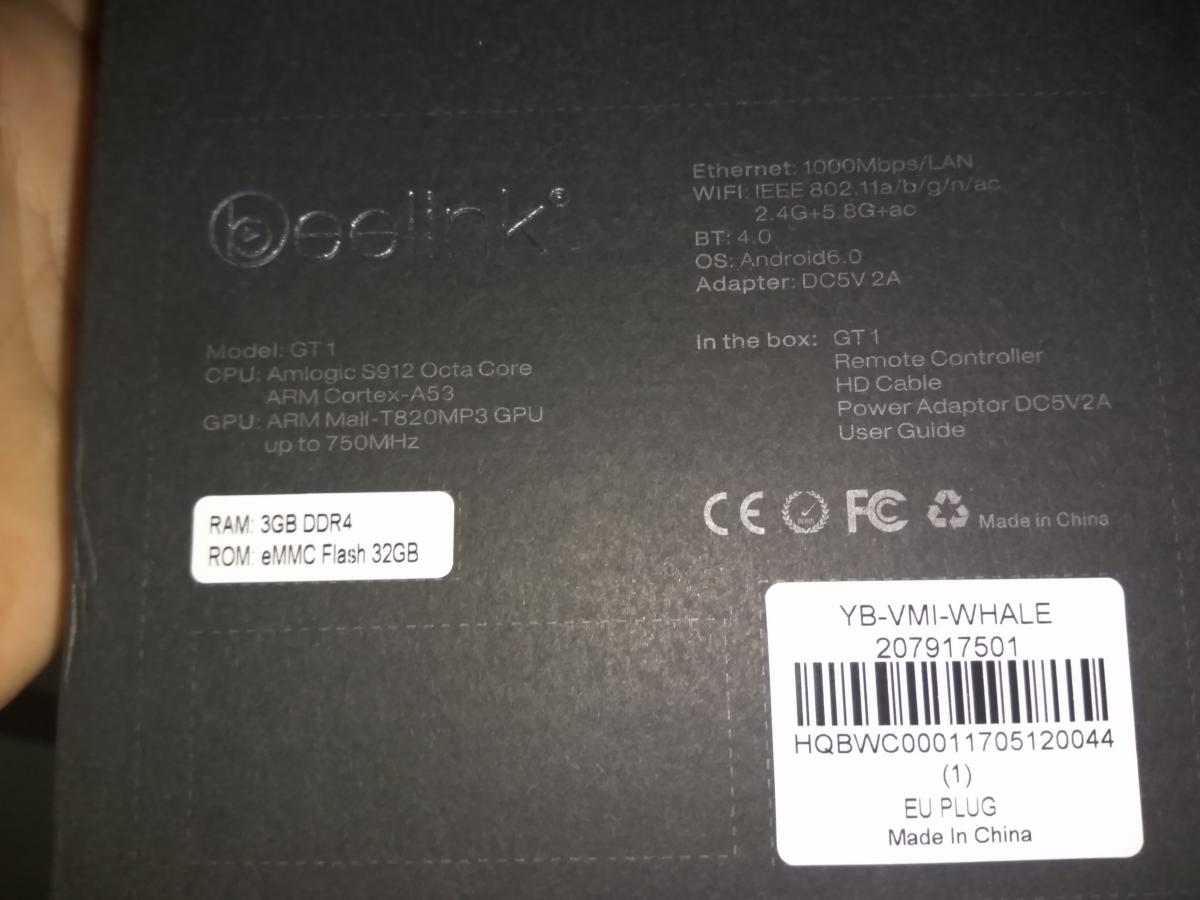 beelink®
Model: GT1
CPU: Amlogic S912 Octa Core
ARM Cortex-A53
GPU: ARM Mali-T820MP3 GPU
up to 750MHz
RAM: 3GB DDR4
ROM: eMMC Flash 32GB
Ethernet: 1000Mbps/LAN
WIFI: IEEE 802.11a/b/g/n/ac
2.4G+5.8G+ac
BT: 4.0
OS: Android6.0
Adapter: DC5V 2A
In the box: GT1
Remote Controller
HD Cable
Power Adaptor DC5V2A
User Guide
CE RoHS FC Made in China
YB-VMI-WHALE
207917501
HQBWC00011705120044
(1)
EU PLUG
Made In China